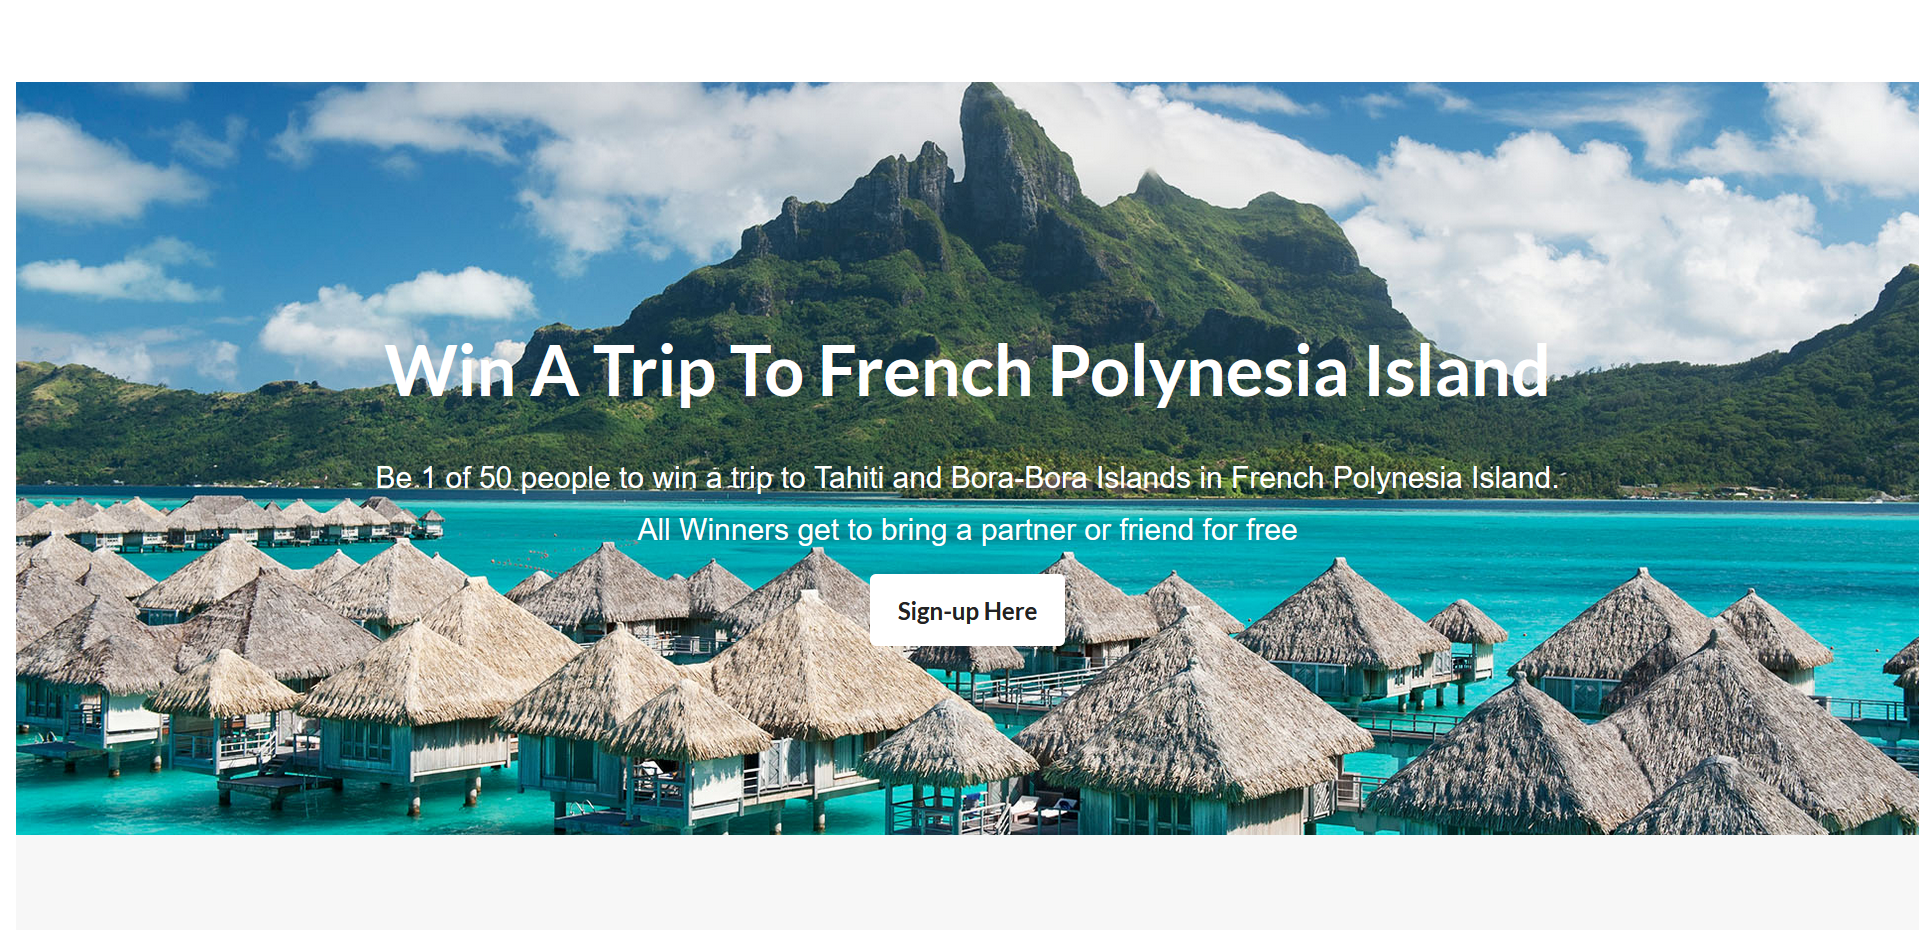 Win A Trip To French Polynesia Island
Be 1 of 50 people to win a trip to Tahiti and Bora-Bora Islands in French Polynesia Island.
All Winners get to bring a partner or friend for free
Sign-up Here